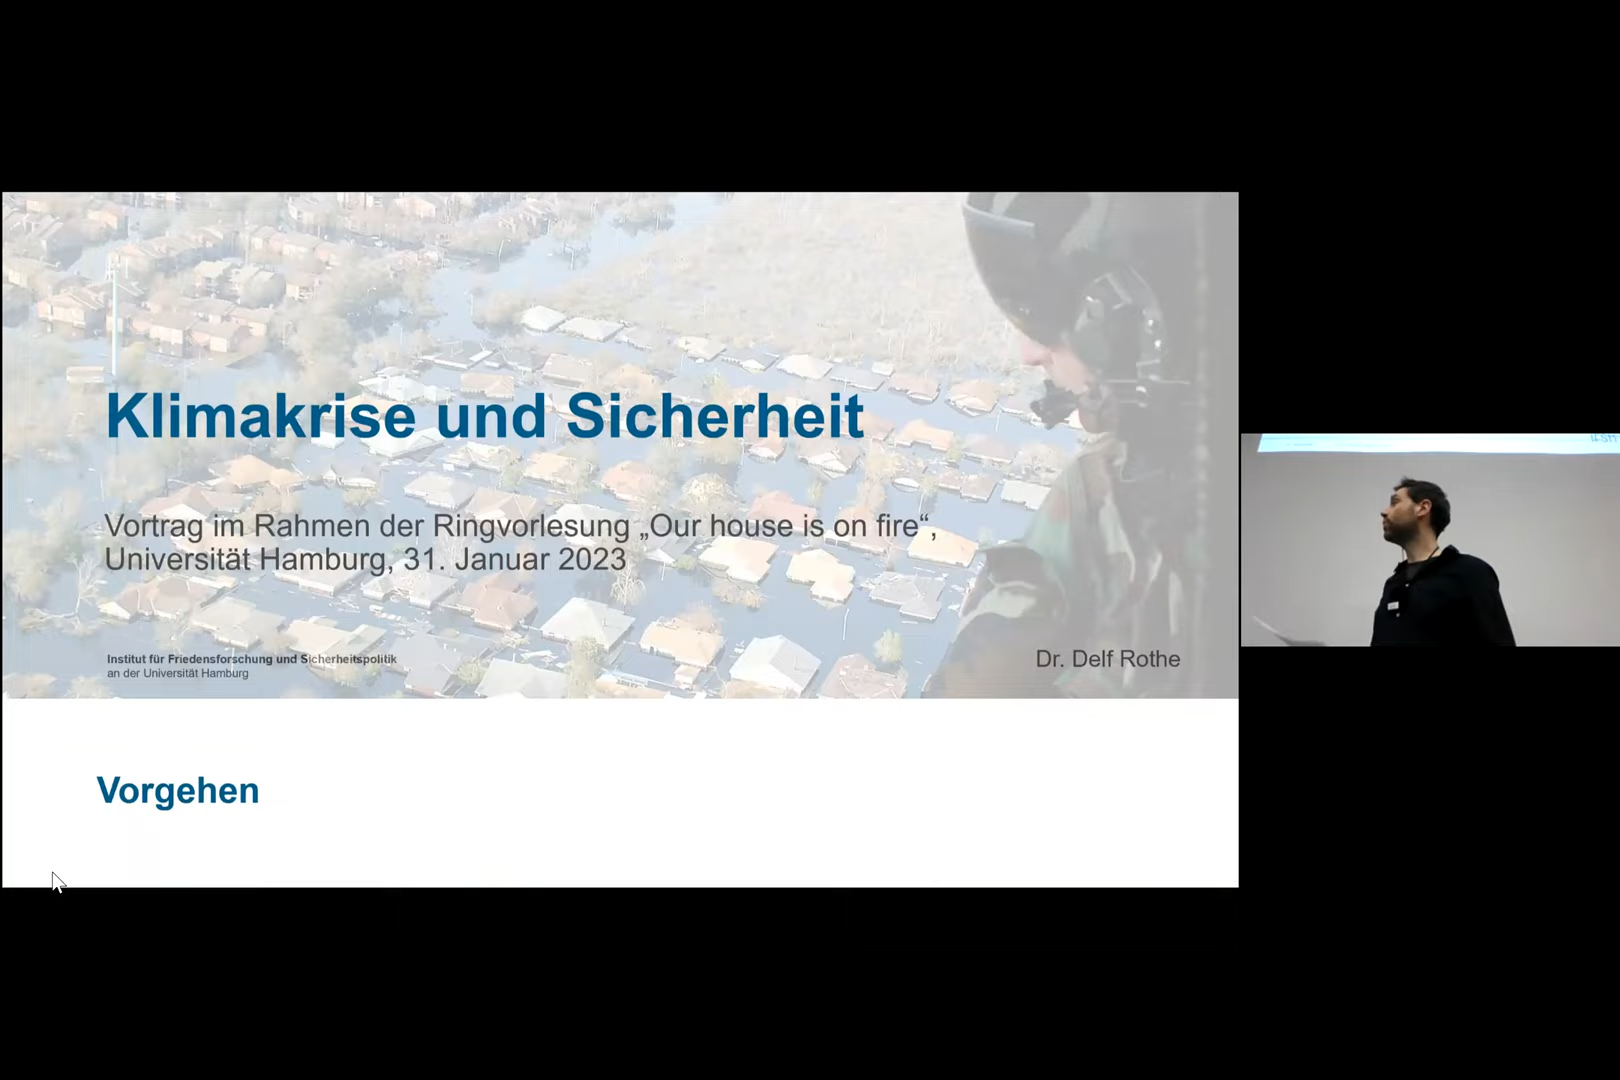 Klimakrise und Sicherheit
Vortrag im Rahmen der Ringvorlesung „Our house is on fire“,
Universität Hamburg, 31. Januar 2023
Institut für Friedensforschung und Sicherheitspolitik
an der Universität Hamburg
Dr. Delf Rothe
Vorgehen